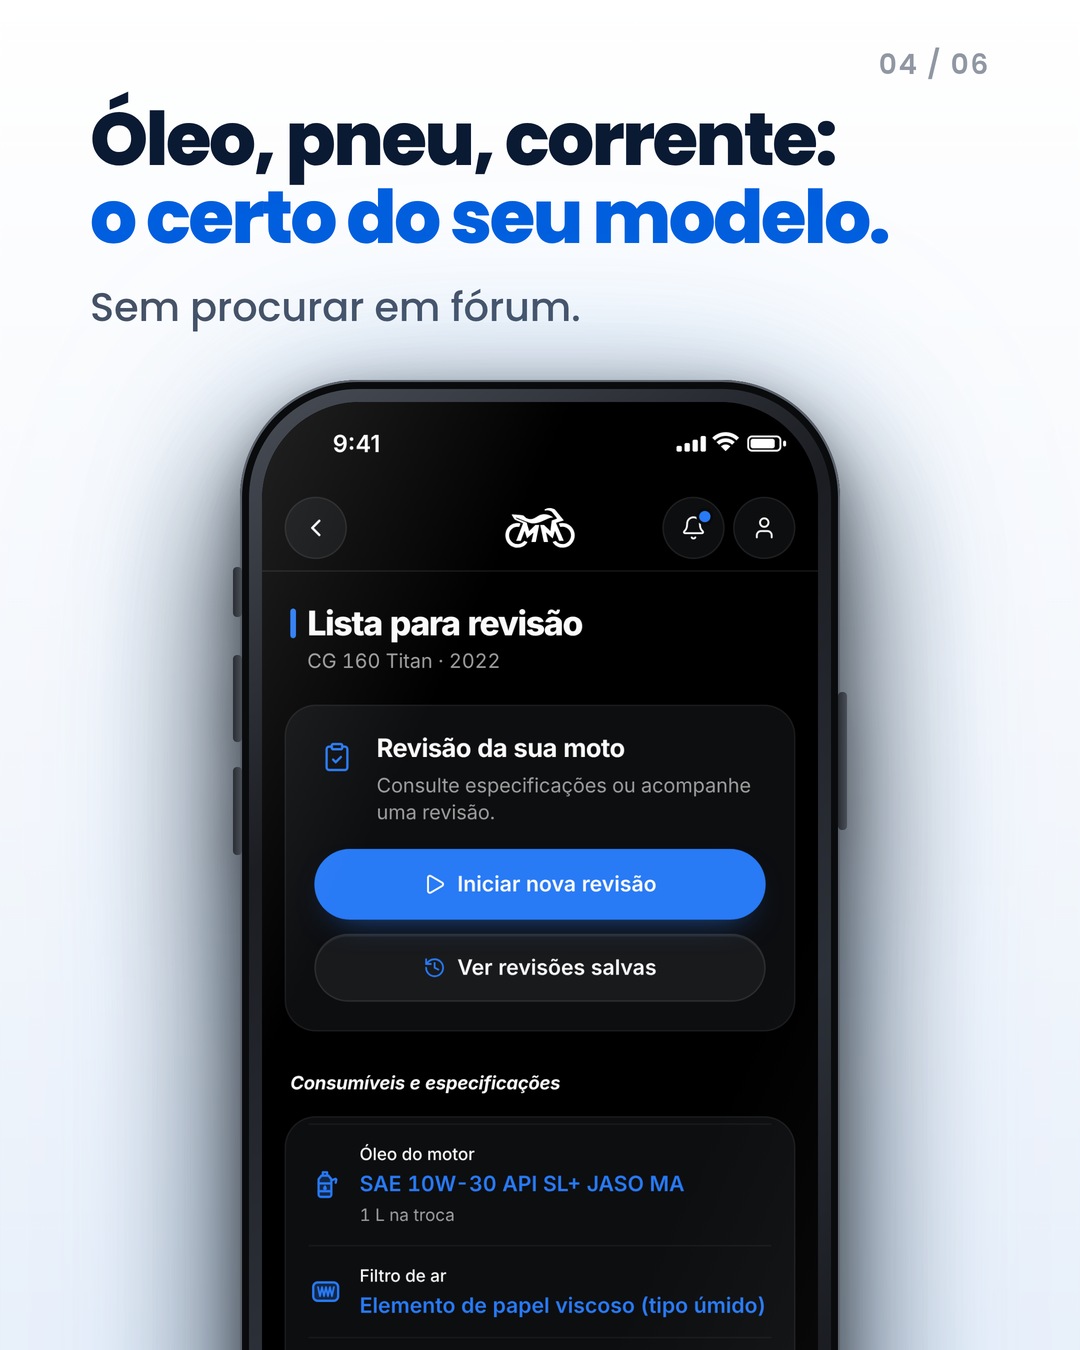 04 / 06
Óleo, pneu, corrente:
o certo do seu modelo.
Sem procurar em fórum.
9:41
MM
Lista para revisão
CG 160 Titan · 2022
Revisão da sua moto
Consulte especificações ou acompanhe
uma revisão.
Iniciar nova revisão
Ver revisões salvas
Consumíveis e especificações
Óleo do motor
SAE 10W-30 API SL+ JASO MA
1 L na troca
Filtro de ar
Elemento de papel viscoso (tipo úmido)